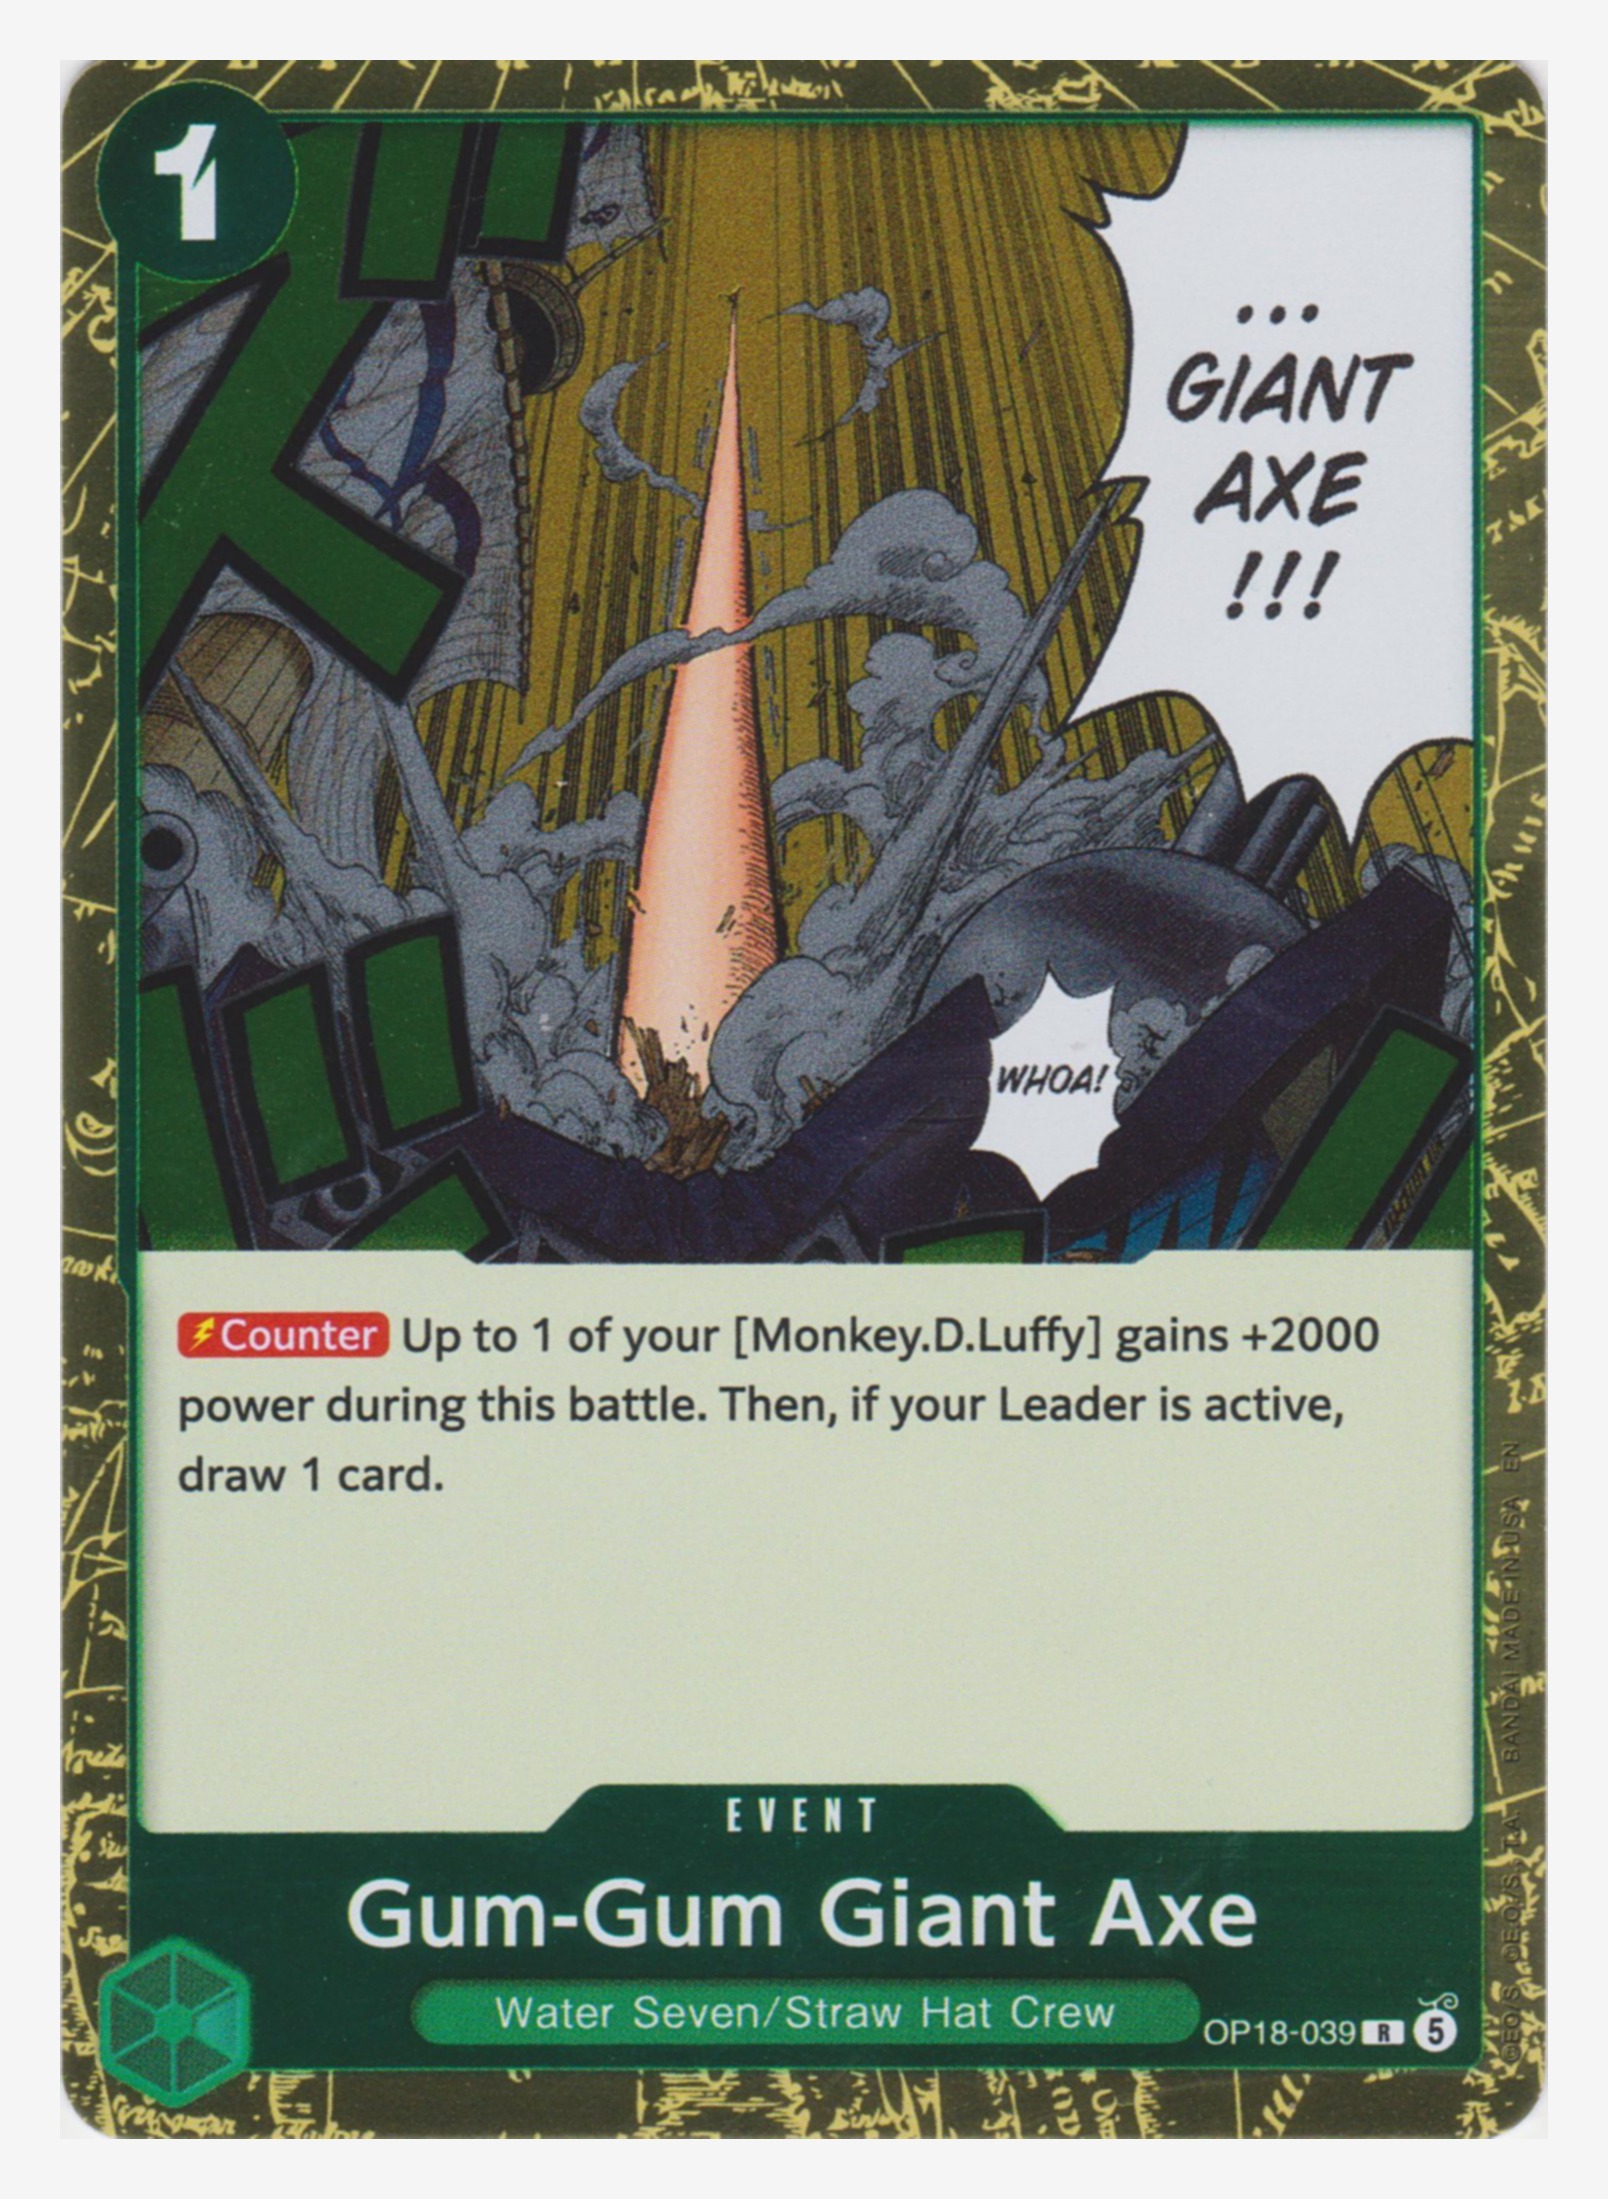 1
...
GIANT
AXE
!!!
WHOA!
Counter Up to 1 of your [Monkey.D.Luffy] gains +2000
power during this battle. Then, if your Leader is active,
draw 1 card.
EVENT
Gum-Gum Giant Axe
Water Seven/Straw Hat Crew
OP18-039 R 5
©EO/S. ©EO/S.,T.A. BANDAI MADE IN USA EN